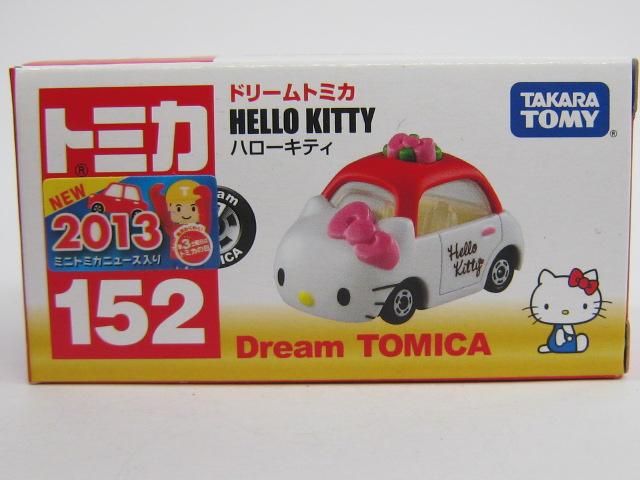 トミカ
®
NEW
2013
ミニトミカニュース入り
152
ドリームトミカ
HELLO KITTY
ハローキティ
TAKARA
TOMY
®
Hello
Kitty
Dream TOMICA